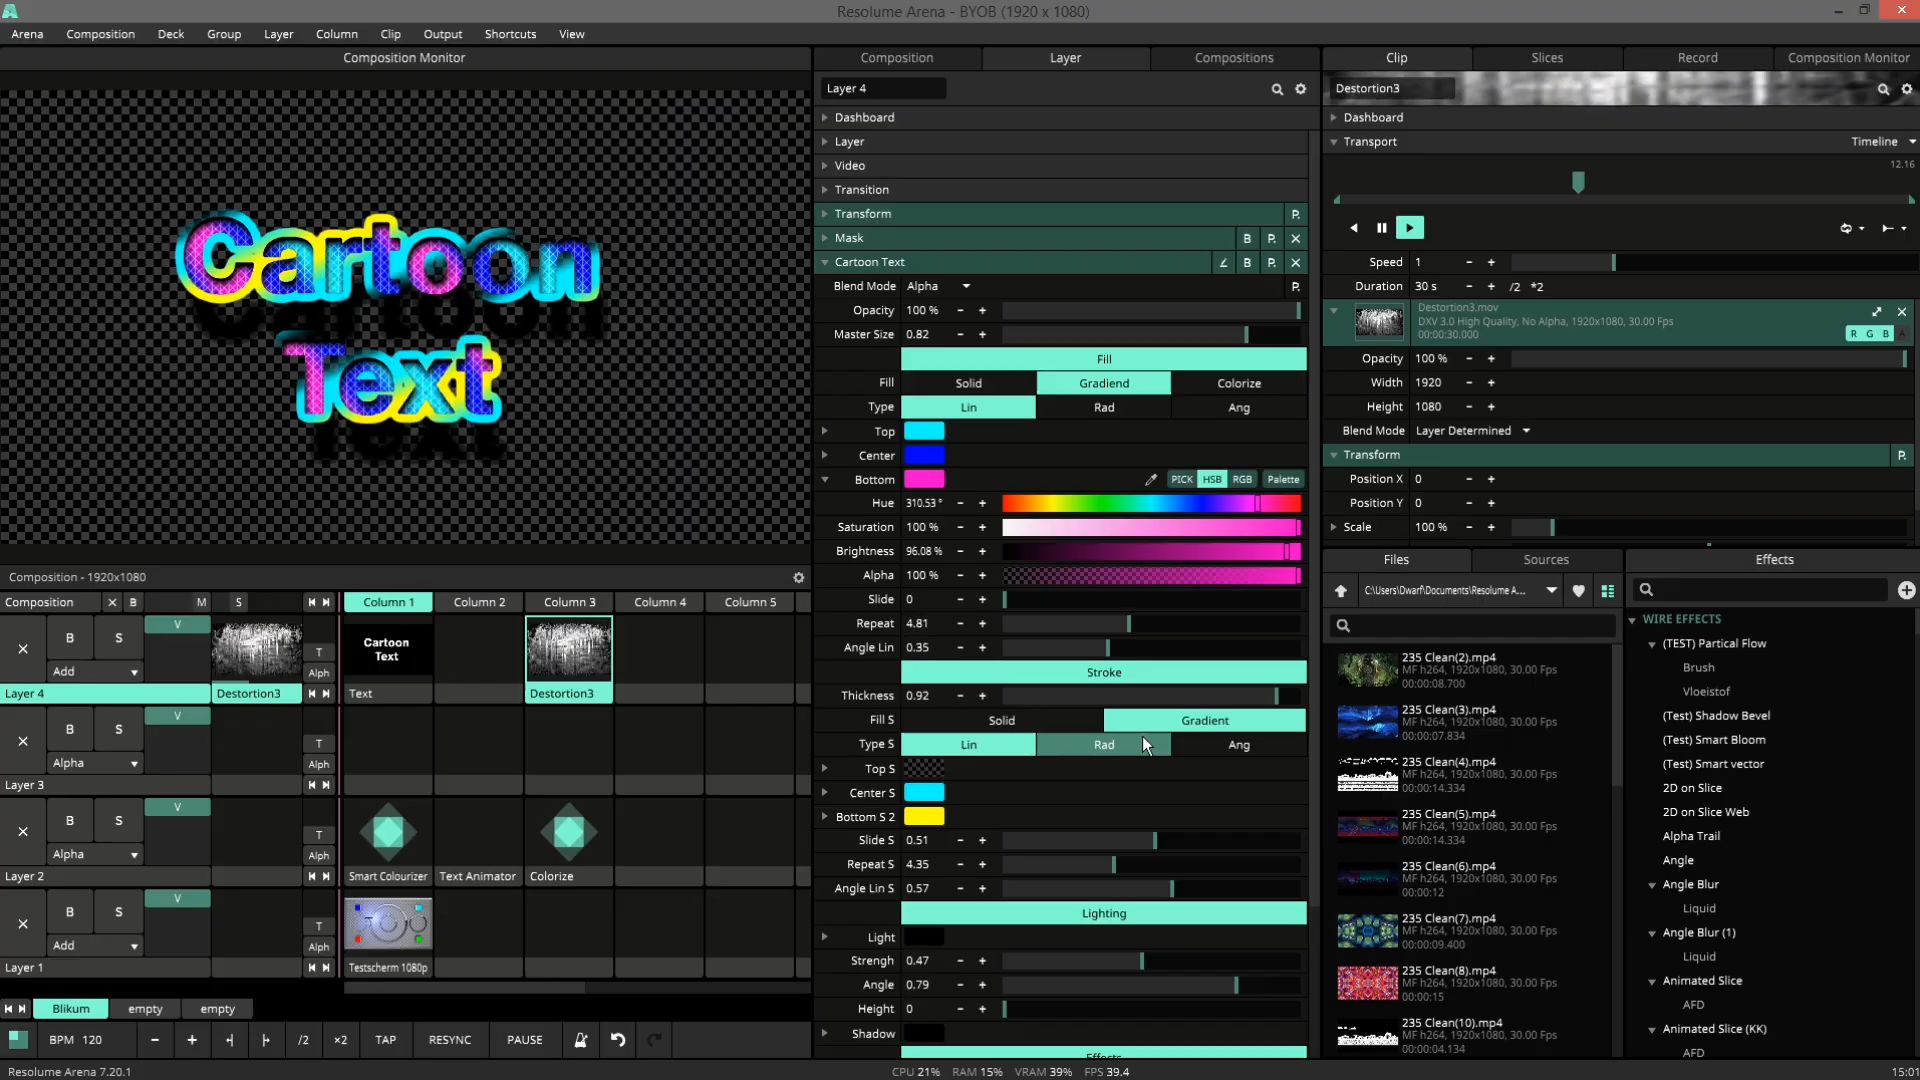 Resolume Arena - BYOB (1920 x 1080)
Arena Composition Deck Group Layer Column Clip Output Shortcuts View
Composition Monitor
Cartoon
Text
Composition - 1920x1080
Composition B M S Column 1 Column 2 Column 3 Column 4 Column 5
V
B S
Add
T
Alph
Cartoon
Text
Layer 4 Destortion3 Text Destortion3
V
B S
Alpha
T
Alph
Layer 3
V
B S
Alpha
T
Alph
Layer 2 Smart Colourizer Text Animator Colorize
V
B S
Add
T
Alph
Layer 1 Testscherm 1080p
Blikum empty empty
BPM 120 - + /2 ×2 TAP RESYNC PAUSE
Composition Layer Compositions
Layer 4
Dashboard
Layer
Video
Transition
Transform P.
Mask B P. X
Cartoon Text B P. X
Blend Mode Alpha P.
Opacity 100 % - +
Master Size 0.82 - +
Fill
Fill Solid Gradiend Colorize
Type Lin Rad Ang
Top
Center
Bottom PICK HSB RGB Palette
Hue 310.53 ° - +
Saturation 100 % - +
Brightness 96.08 % - +
Alpha 100 % - +
Slide 0 - +
Repeat 4.81 - +
Angle Lin 0.35 - +
Stroke
Thickness 0.92 - +
Fill S Solid Gradient
Type S Lin Rad Ang
Top S
Center S
Bottom S 2
Slide S 0.51 - +
Repeat S 4.35 - +
Angle Lin S 0.57 - +
Lighting
Light
Strengh 0.47 - +
Angle 0.79 - +
Height 0 - +
Shadow
Effects
Clip Slices Record Composition Monitor
Destortion3
Dashboard
Transport Timeline
12.16
Speed 1 - +
Duration 30 s - + /2 *2
Destortion3.mov
DXV 3.0 High Quality, No Alpha, 1920x1080, 30.00 Fps
00:00:30.000
R G B A
Opacity 100 % - +
Width 1920 - +
Height 1080 - +
Blend Mode Layer Determined
Transform P.
Position X 0 - +
Position Y 0 - +
Scale 100 % - +
Files Sources
C:\Users\Dwarf\Documents\Resolume A...
235 Clean(2).mp4
MF h264, 1920x1080, 30.00 Fps
00:00:08.700
235 Clean(3).mp4
MF h264, 1920x1080, 30.00 Fps
00:00:07.834
235 Clean(4).mp4
MF h264, 1920x1080, 30.00 Fps
00:00:14.334
235 Clean(5).mp4
MF h264, 1920x1080, 30.00 Fps
00:00:14.334
235 Clean(6).mp4
MF h264, 1920x1080, 30.00 Fps
00:00:12
235 Clean(7).mp4
MF h264, 1920x1080, 30.00 Fps
00:00:09.400
235 Clean(8).mp4
MF h264, 1920x1080, 30.00 Fps
00:00:15
235 Clean(10).mp4
MF h264, 1920x1080, 30.00 Fps
00:00:04.134
Effects
WIRE EFFECTS
(TEST) Partical Flow
Brush
Vloeistof
(Test) Shadow Bevel
(Test) Smart Bloom
(Test) Smart vector
2D on Slice
2D on Slice Web
Alpha Trail
Angle
Angle Blur
Liquid
Angle Blur (1)
Liquid
Animated Slice
AFD
Animated Slice (KK)
AFD
Resolume Arena 7.20.1 CPU 21% RAM 15% VRAM 39% FPS 39.4 15:01